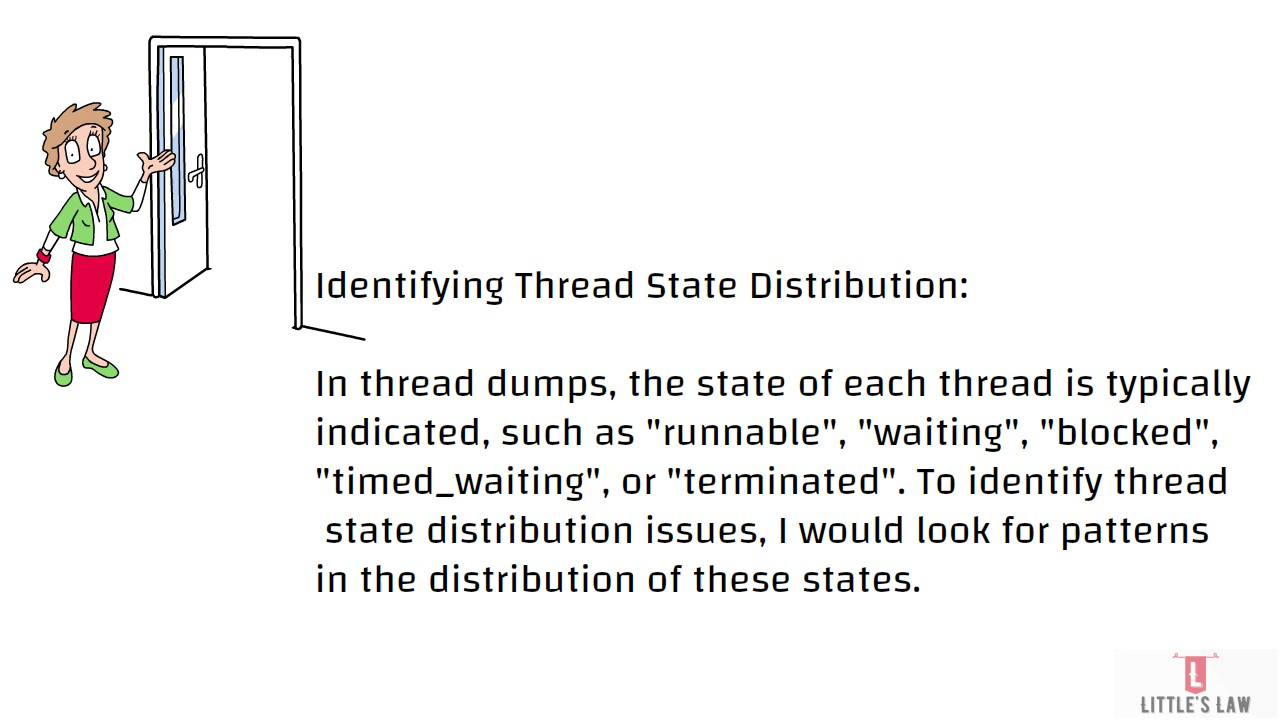 Identifying Thread State Distribution:
In thread dumps, the state of each thread is typically
indicated, such as "runnable", "waiting", "blocked",
"timed_waiting", or "terminated". To identify thread
state distribution issues, I would look for patterns
in the distribution of these states.
L
LITTLE'S LAW